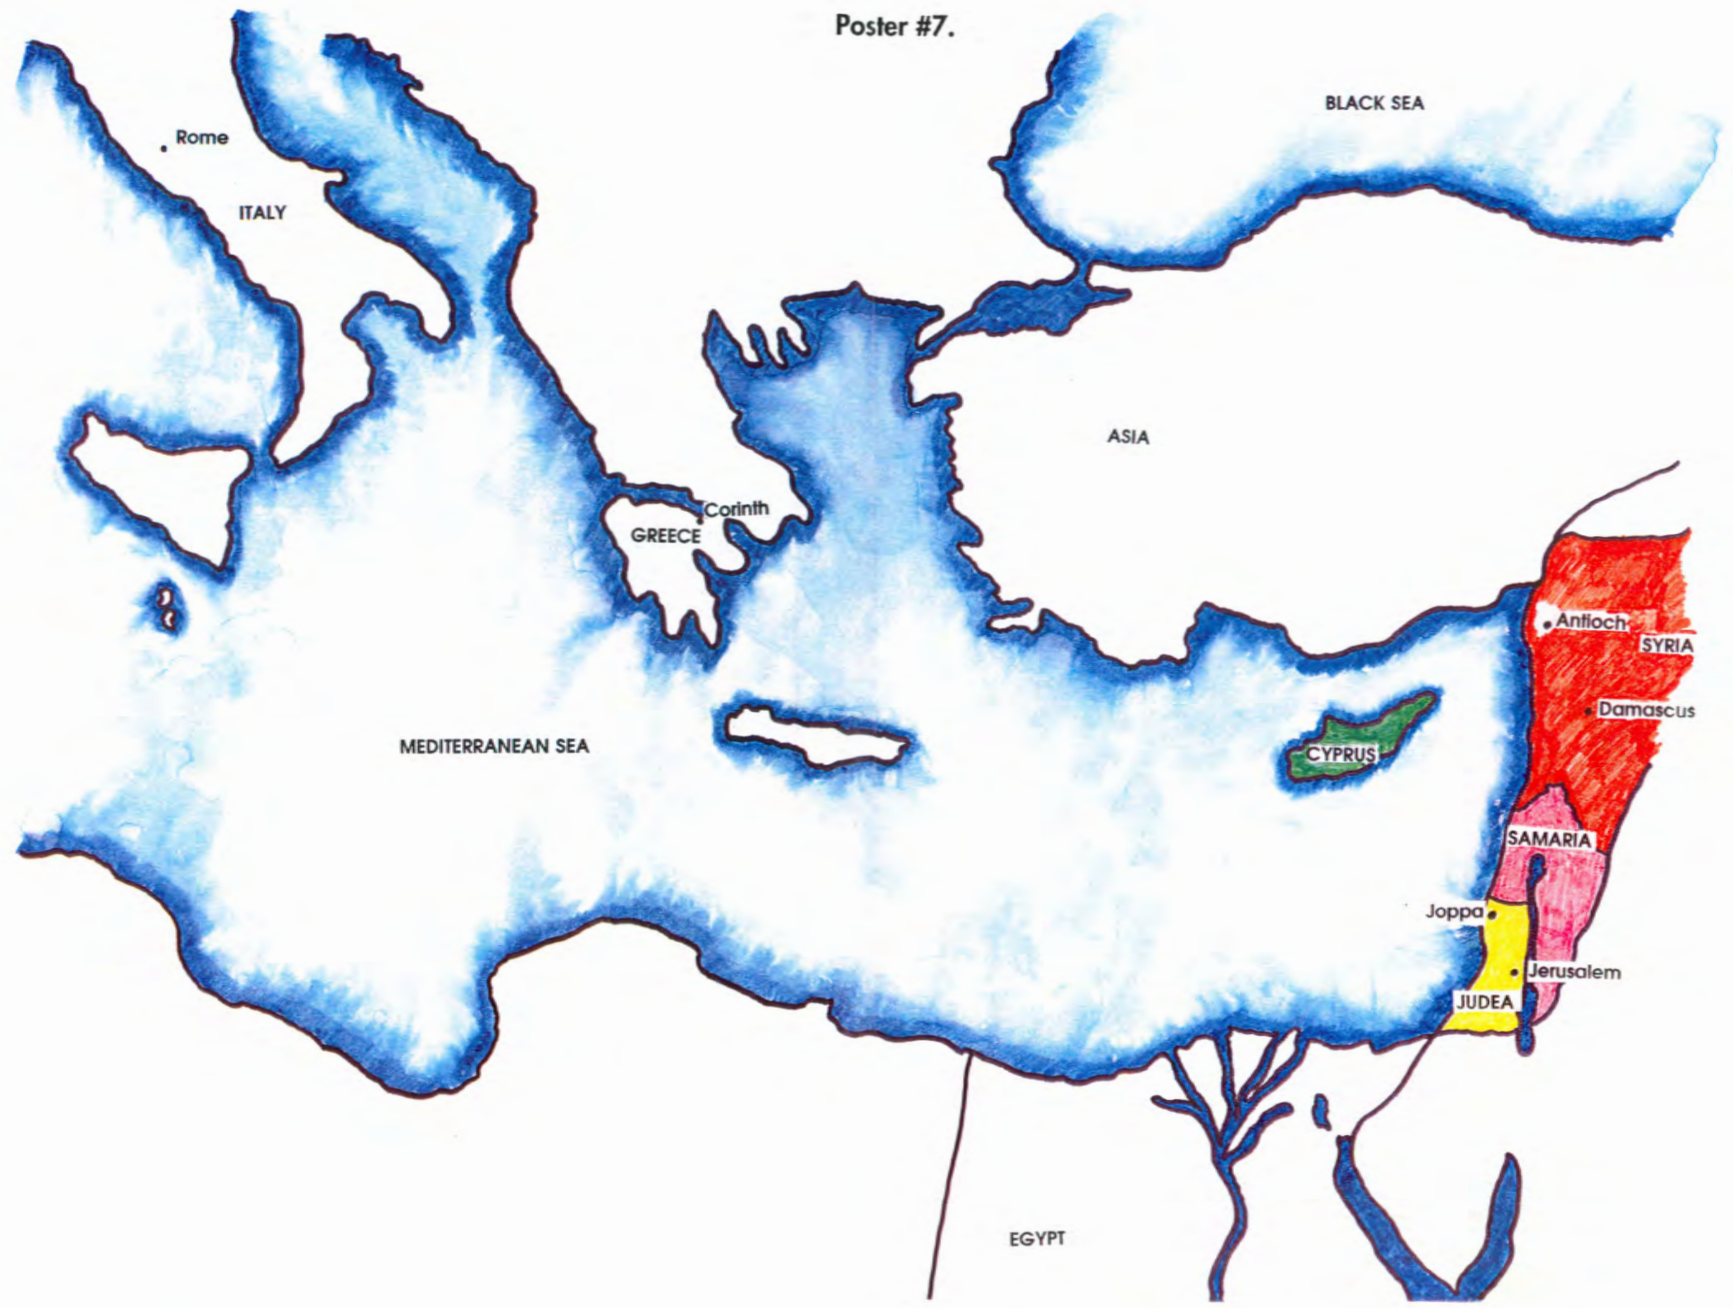 Poster #7.
BLACK SEA
Rome
ITALY
ASIA
Corinth
GREECE
Antioch
SYRIA
Damascus
MEDITERRANEAN SEA
CYPRUS
SAMARIA
Joppa
Jerusalem
JUDEA
EGYPT